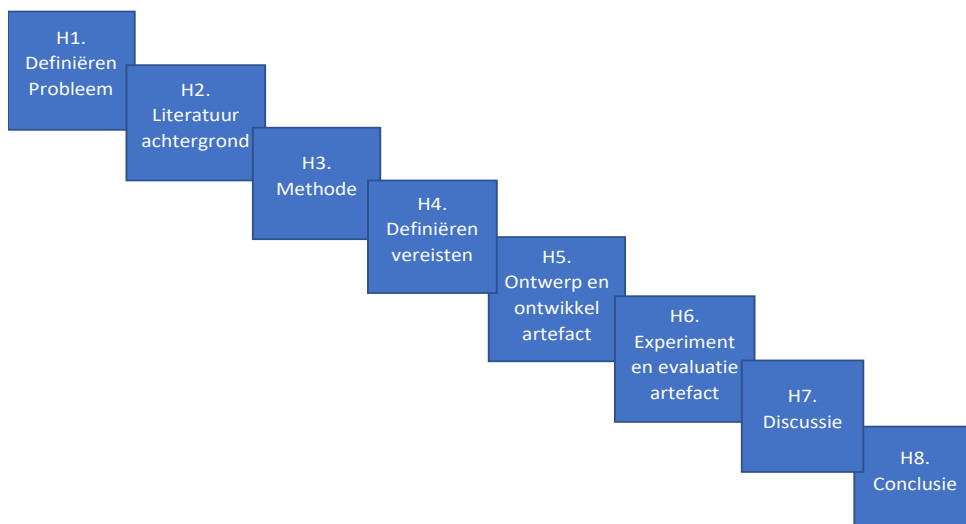 H1.
Definiëren
Probleem
H2.
Literatuur
achtergrond
H3.
Methode
H4.
Definiëren
vereisten
H5.
Ontwerp en
ontwikkel
artefact
H6.
Experiment
en evaluatie
artefact
H7.
Discussie
H8.
Conclusie